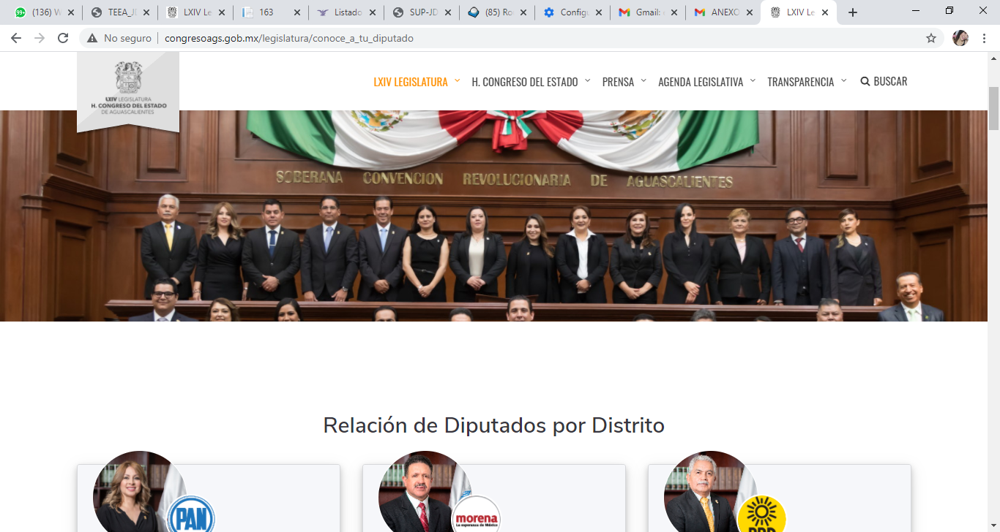 (136) W
TEEA_JD
LXIV Le
163
Listado
SUP-JD
(85) Ro
Configu
Gmail:
ANEXO
LXIV Le
No seguro
congresoags.gob.mx/legislatura/conoce_a_tu_diputado
LXIV LEGISLATURA
H. CONGRESO DEL ESTADO
DE AGUASCALIENTES
LXIV LEGISLATURA
H. CONGRESO DEL ESTADO
PRENSA
AGENDA LEGISLATIVA
TRANSPARENCIA
BUSCAR
SOBERANA CONVENCION REVOLUCIONARIA DE AGUASCALIENTES
Relación de Diputados por Distrito
PAN
morena
La esperanza de México
PRD